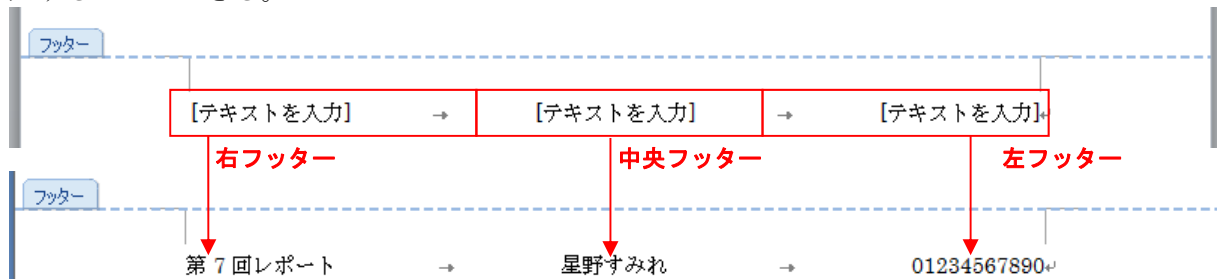 フッター
[テキストを入力] → [テキストを入力] → [テキストを入力]↵
右フッター 中央フッター 左フッター
フッター
第 7 回レポート → 星野すみれ → 01234567890↵